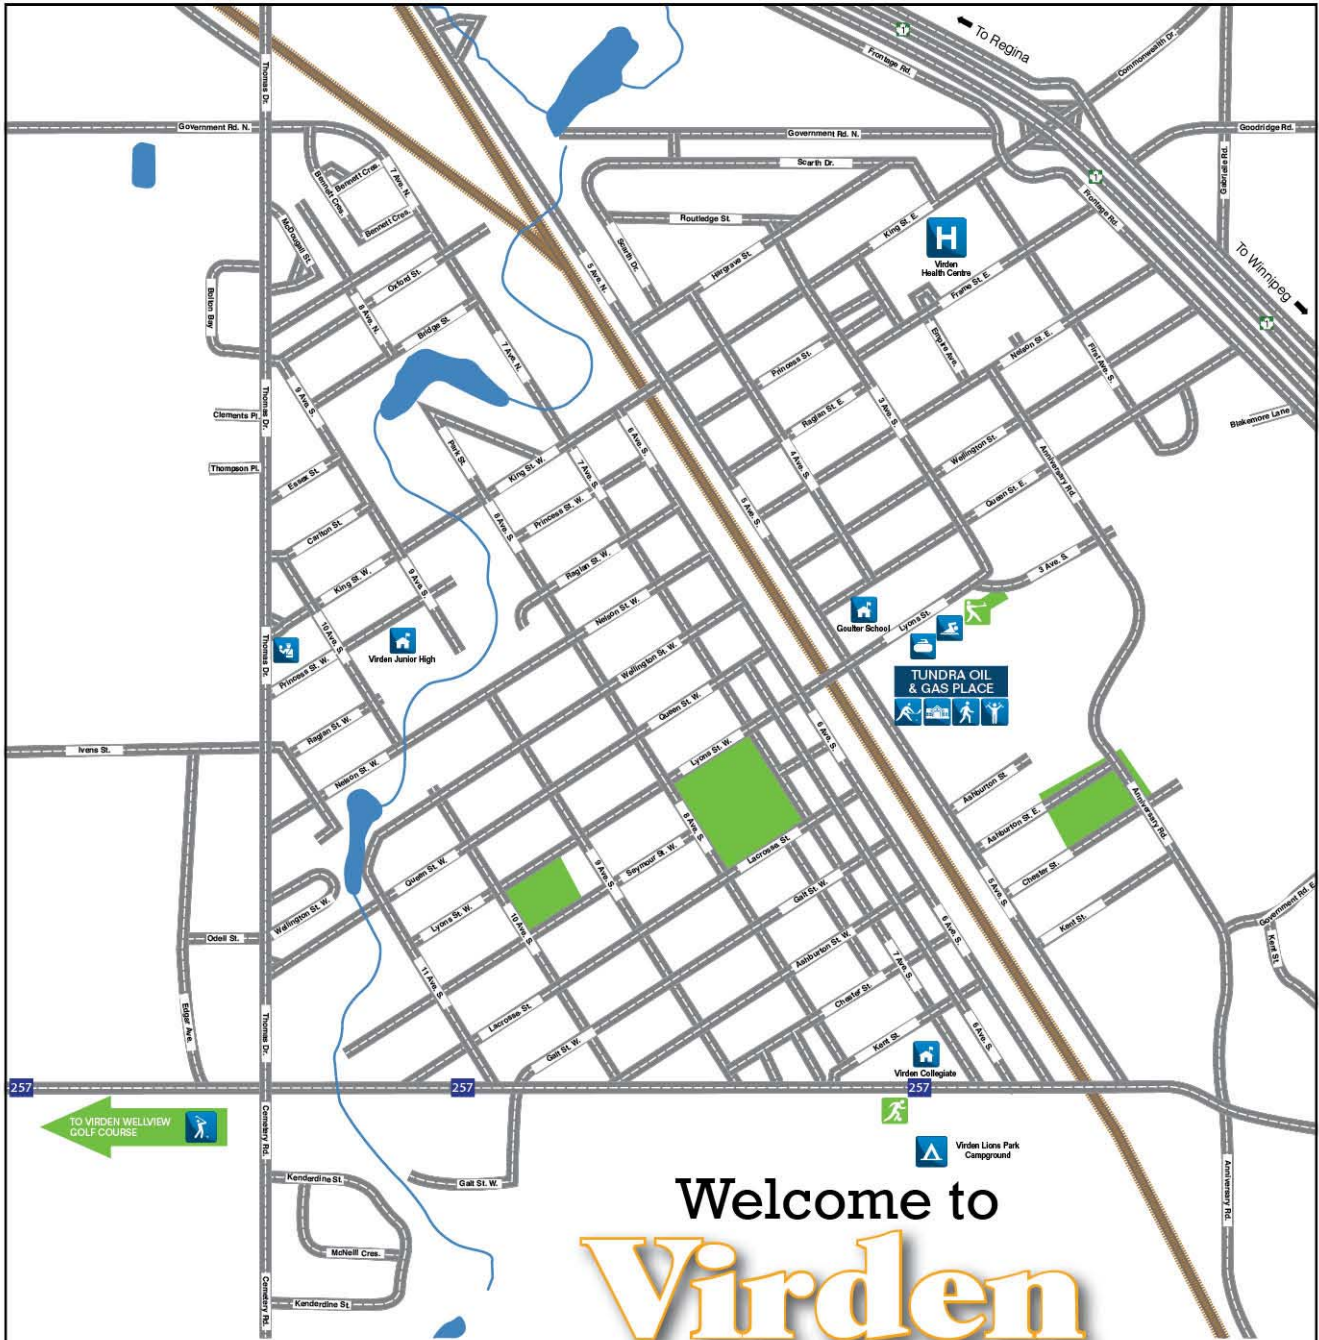 To Regina
1
Commonwealth Dr.
Frontage Rd.
Thomas Dr.
Government Rd. N.
Government Rd. N.
Goodridge Rd.
Gabrielle Rd.
Scarth Dr.
Bennett Cres.
7 Ave. N.
Bennett Cres.
Bennett Cres.
1
Frontage Rd.
Routledge St.
King St. E.
H
Virden
Health Centre
McDougall St.
Scarth Dr.
Hargrave St.
To Winnipeg
Oxford St.
5 Ave. N.
Frame St. E.
Bolton Bay
8 Ave. N.
Bridge St.
1
7 Ave. N.
Empire Ave.
Nelson St. E.
Princess St.
First Ave. S.
9 Ave. S.
Thomas Dr.
Clements Pl.
Raglan St. E.
3 Ave. S.
Blakemore Lane
Park St.
6 Ave. S.
Wellington St.
Thompson Pl.
King St. W.
7 Ave. S.
4 Ave. S.
Anniversary Rd.
Essex St.
Queen St. E.
Princess St. W.
5 Ave. S.
8 Ave. S.
Carlton St.
Raglan St. W.
3 Ave. S.
King St. W.
9 Ave. S.
Nelson St. W.
Lyons St.
Goulter School
10 Ave. S.
Thomas Dr.
Virden Junior High
Wellington St. W.
Princess St. W.
TUNDRA OIL
& GAS PLACE
Queen St. W.
Raglan St. W.
6 Ave. S.
Ivens St.
Lyons St. W.
Nelson St. W.
Ashburton St.
8 Ave. S.
Anniversary Rd.
Ashburton St. E.
Lacrosse St.
Seymour St. W.
Queen St. W.
9 Ave. S.
Chester St.
Galt St. W.
5 Ave. S.
Wellington St. W.
Lyons St. W.
10 Ave. S.
Kent St.
Government Rd. E.
6 Ave. S.
Odell St.
Ashburton St. W.
Kent St.
7 Ave. S.
11 Ave. S.
Chester St.
Edgar Ave.
Lacrosse St.
Thomas Dr.
6 Ave. S.
Kent St.
Galt St. W.
Virden Collegiate
257
257
257
TO VIRDEN WELLVIEW
GOLF COURSE
Cemetery Rd.
Virden Lions Park
Campground
Kenderdine St.
Galt St. W.
Anniversary Rd.
Welcome to
McNeill Cres.
Virden
Kenderdine St.
Cemetery Rd.